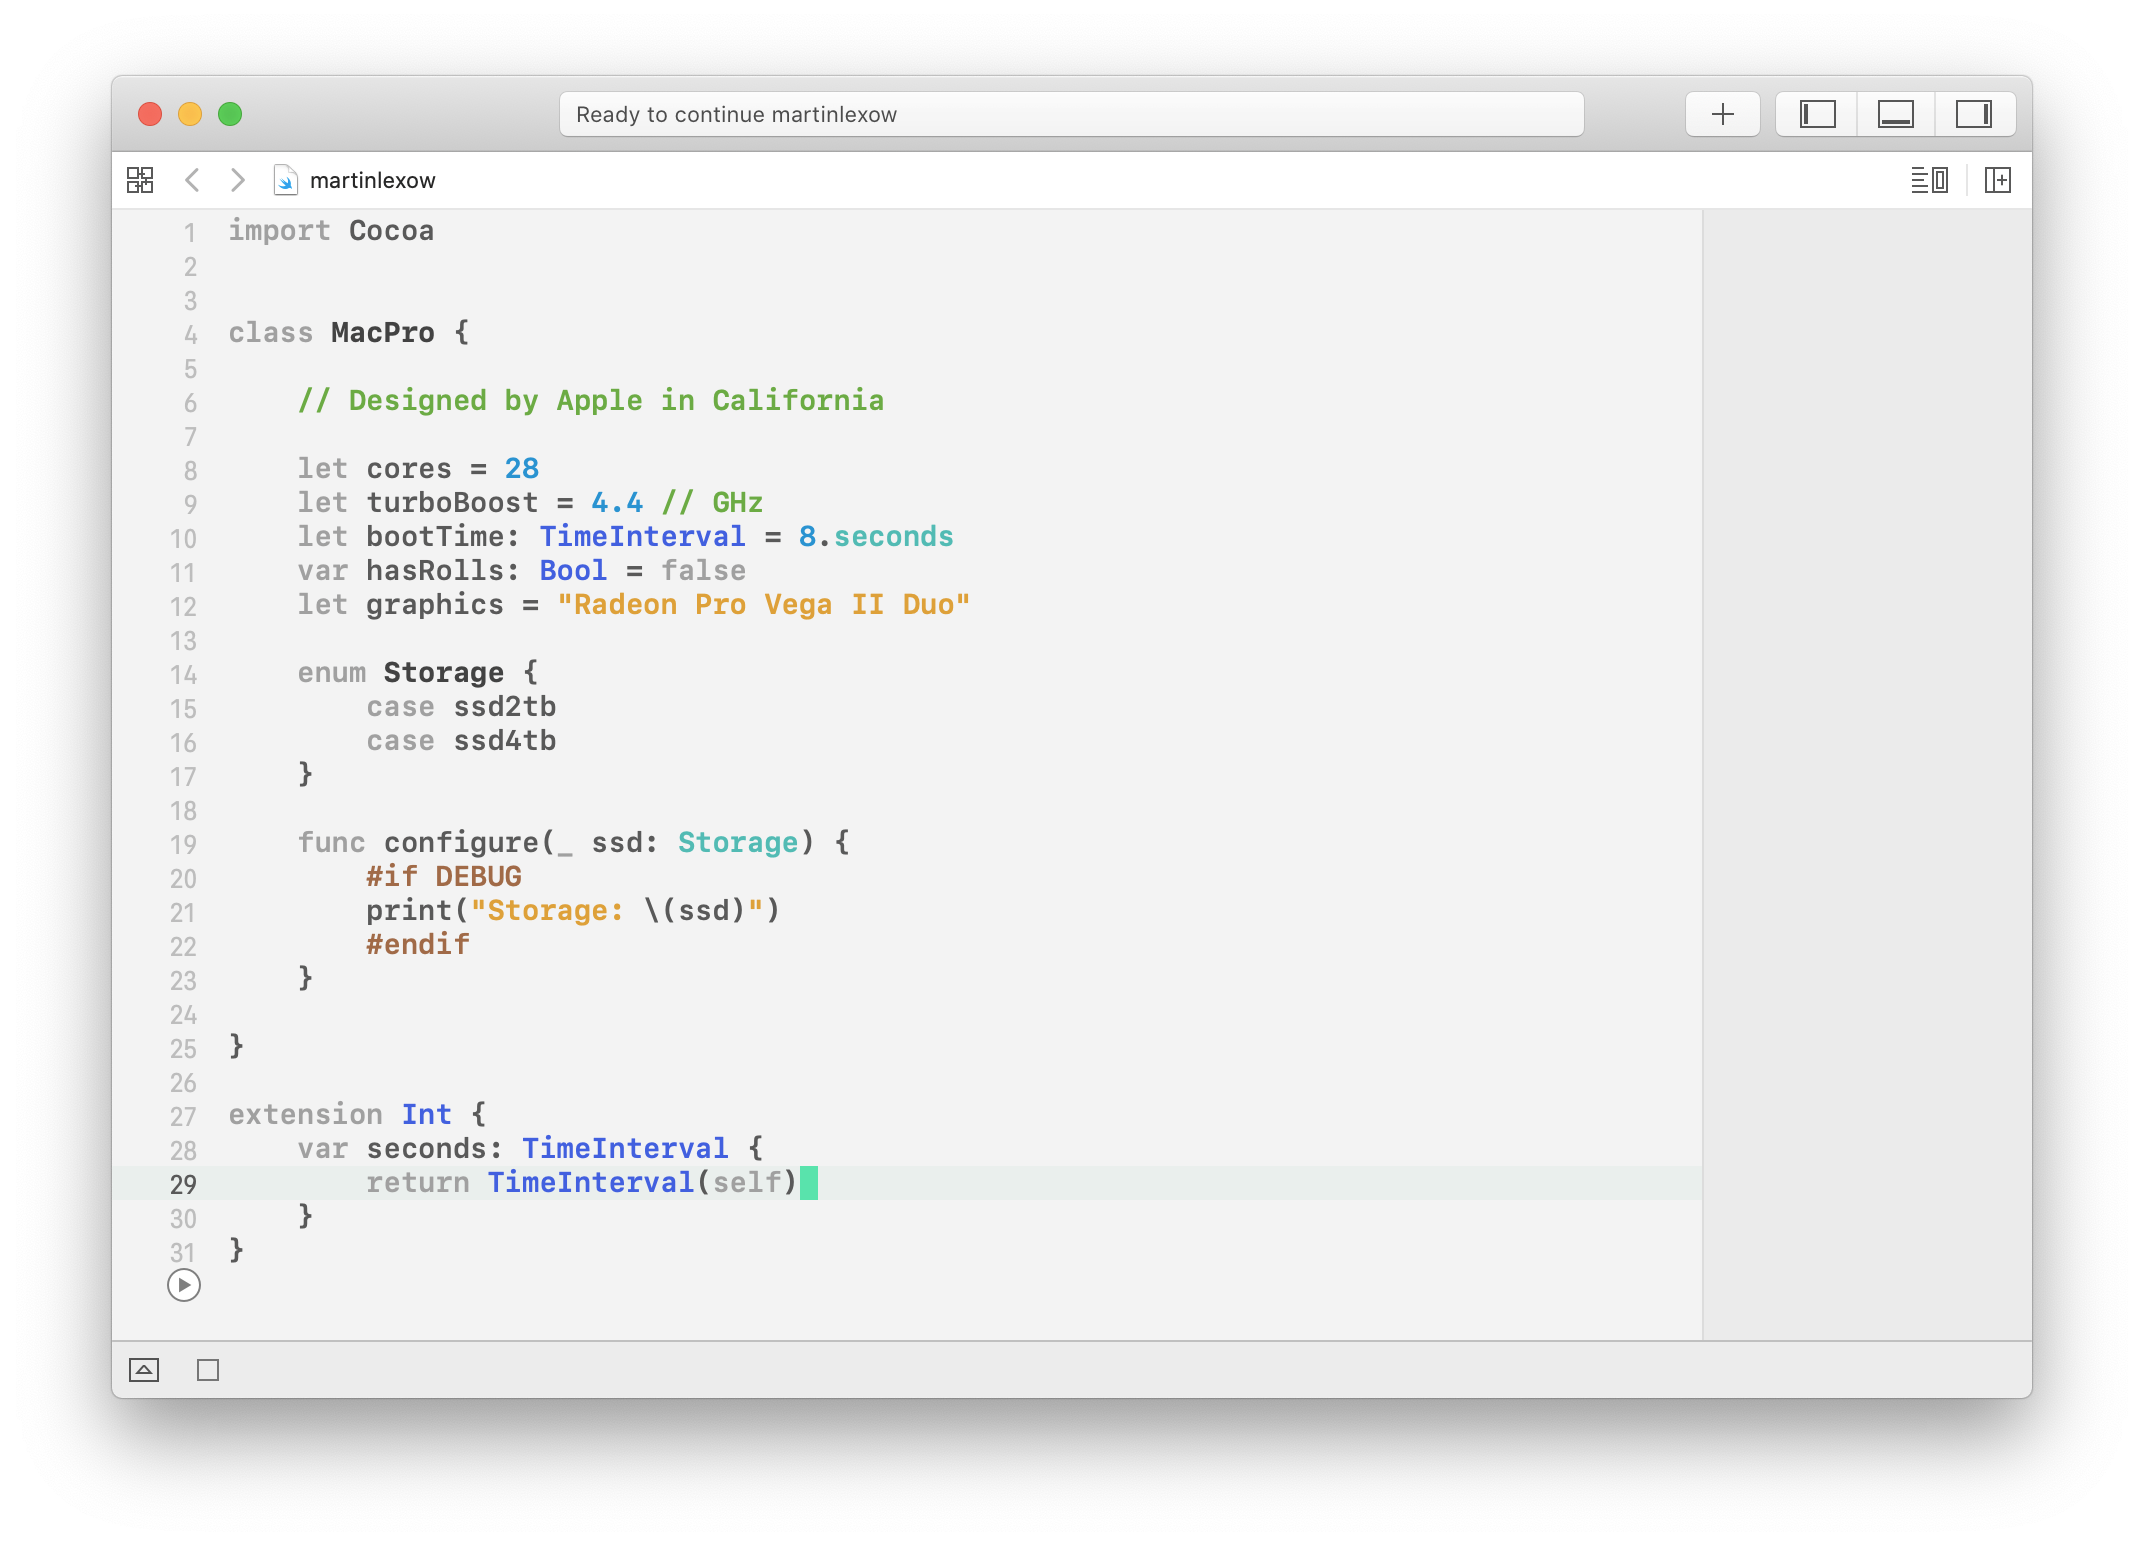 Ready to continue martinlexow
martinlexow
1 import Cocoa
2
3
4 class MacPro {
5
6     // Designed by Apple in California
7
8     let cores = 28
9     let turboBoost = 4.4 // GHz
10     let bootTime: TimeInterval = 8.seconds
11     var hasRolls: Bool = false
12     let graphics = "Radeon Pro Vega II Duo"
13
14     enum Storage {
15         case ssd2tb
16         case ssd4tb
17     }
18
19     func configure(_ ssd: Storage) {
20         #if DEBUG
21         print("Storage: \(ssd)")
22         #endif
23     }
24
25 }
26
27 extension Int {
28     var seconds: TimeInterval {
29         return TimeInterval(self)
30     }
31 }